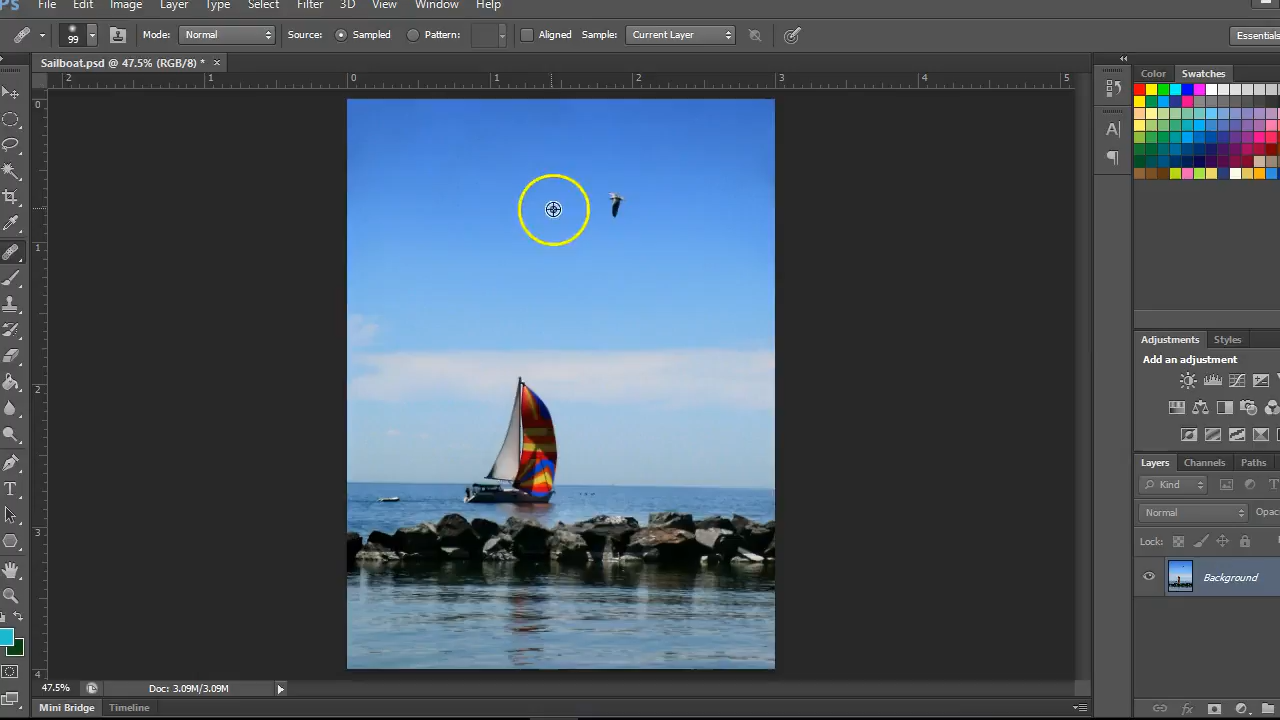 Ps File Edit Image Layer Type Select Filter 3D View Window Help
99 Mode: Normal Source: Sampled Pattern: Aligned Sample: Current Layer Essentials
Sailboat.psd @ 47.5% (RGB/8) * ×
2 1 0 1 2 3 4 5
0
1
2
3
4
Color Swatches
A
Adjustments Styles
Add an adjustment
Layers Channels Paths
Kind T
Normal Opac
Lock:
Background
T
47.5% Doc: 3.09M/3.09M
fx
Mini Bridge Timeline